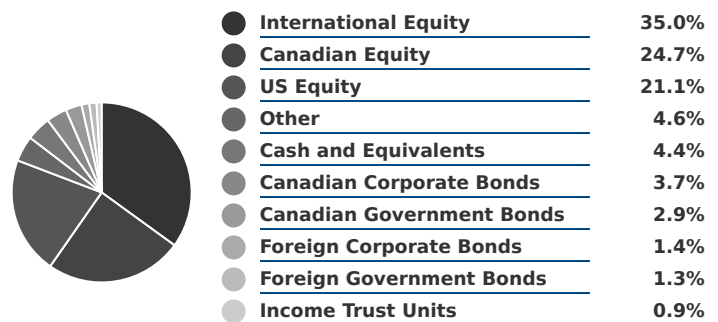 International Equity 35.0%
Canadian Equity 24.7%
US Equity 21.1%
Other 4.6%
Cash and Equivalents 4.4%
Canadian Corporate Bonds 3.7%
Canadian Government Bonds 2.9%
Foreign Corporate Bonds 1.4%
Foreign Government Bonds 1.3%
Income Trust Units 0.9%